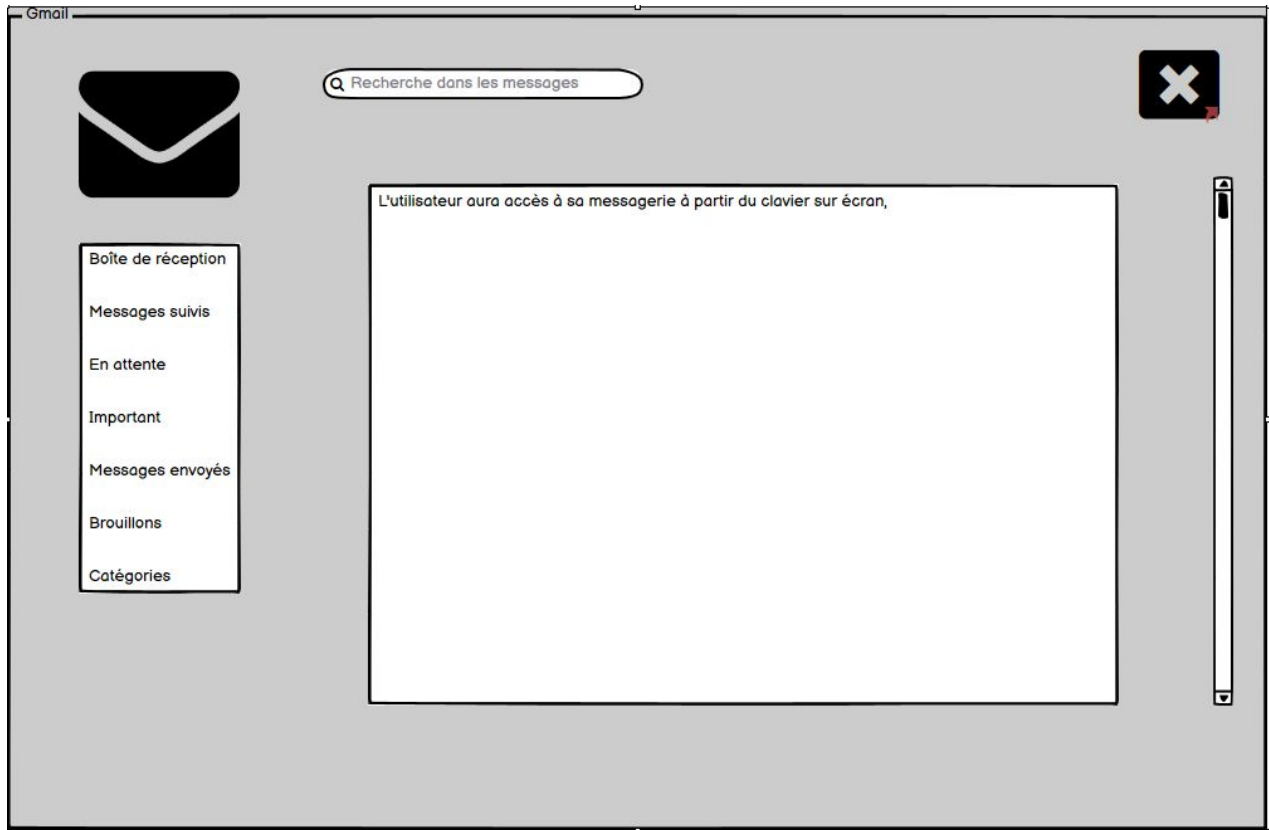 Gmail
Recherche dans les messages
L'utilisateur aura accès à sa messagerie à partir du clavier sur écran,
Boîte de réception
Messages suivis
En attente
Important
Messages envoyés
Brouillons
Catégories